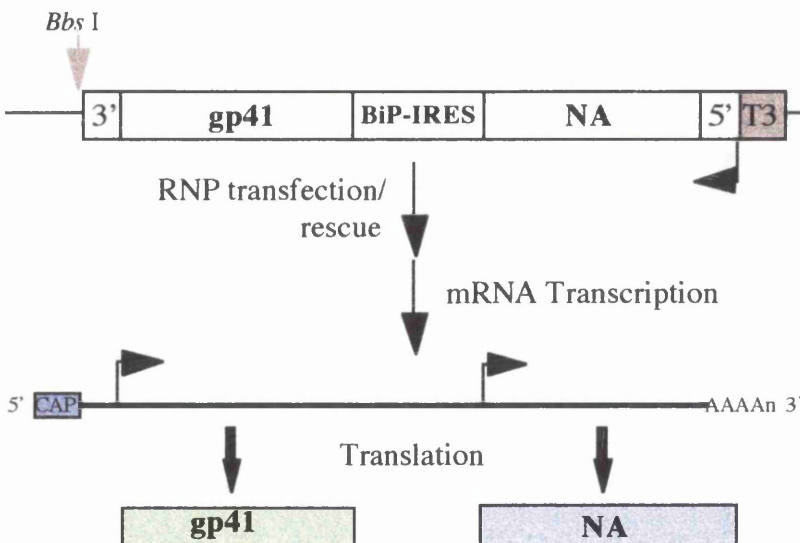 Bbs I
3' gp41 BiP-IRES NA 5' T3
RNP transfection/
rescue
mRNA Transcription
5' CAP AAAAn 3'
Translation
gp41 NA